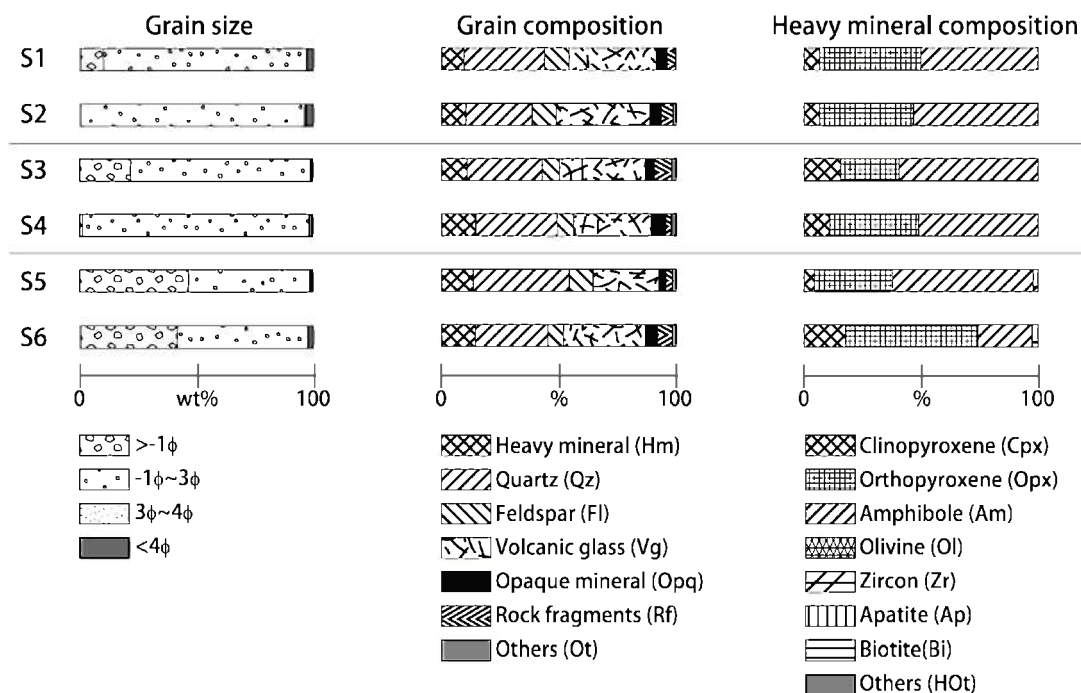 Grain size Grain composition Heavy mineral composition
S1
S2
S3
S4
S5
S6
0 wt% 100 0 % 100 0 % 100
>-1ϕ Heavy mineral (Hm) Clinopyroxene (Cpx)
-1ϕ~3ϕ Quartz (Qz) Orthopyroxene (Opx)
3ϕ~4ϕ Feldspar (Fl) Amphibole (Am)
<4ϕ Volcanic glass (Vg) Olivine (Ol)
Opaque mineral (Opq) Zircon (Zr)
Rock fragments (Rf) Apatite (Ap)
Others (Ot) Biotite(Bi)
Others (HOt)